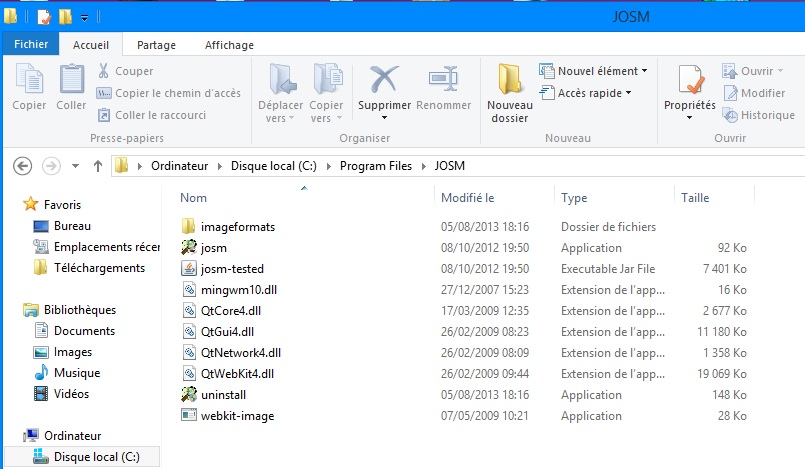 JOSM
Fichier Accueil Partage Affichage
Copier
Coller
Couper
Copier le chemin d'accès
Coller le raccourci
Presse-papiers
Déplacer vers
Copier vers
Supprimer
Renommer
Organiser
Nouveau dossier
Nouvel élément
Accès rapide
Nouveau
Propriétés
Ouvrir
Modifier
Historique
Ouvrir
Ordinateur Disque local (C:) Program Files JOSM
Favoris
Bureau
Emplacements récer
Téléchargements
Bibliothèques
Documents
Images
Musique
Vidéos
Ordinateur
Disque local (C:)
Nom Modifié le Type Taille
imageformats 05/08/2013 18:16 Dossier de fichiers
josm 08/10/2012 19:50 Application 92 Ko
josm-tested 08/10/2012 19:50 Executable Jar File 7 401 Ko
mingwm10.dll 27/12/2007 15:23 Extension de l'app... 16 Ko
QtCore4.dll 17/03/2009 12:35 Extension de l'app... 2 677 Ko
QtGui4.dll 26/02/2009 08:23 Extension de l'app... 11 180 Ko
QtNetwork4.dll 26/02/2009 08:09 Extension de l'app... 1 358 Ko
QtWebKit4.dll 26/02/2009 09:44 Extension de l'app... 19 069 Ko
uninstall 05/08/2013 18:16 Application 148 Ko
webkit-image 07/05/2009 10:21 Application 28 Ko